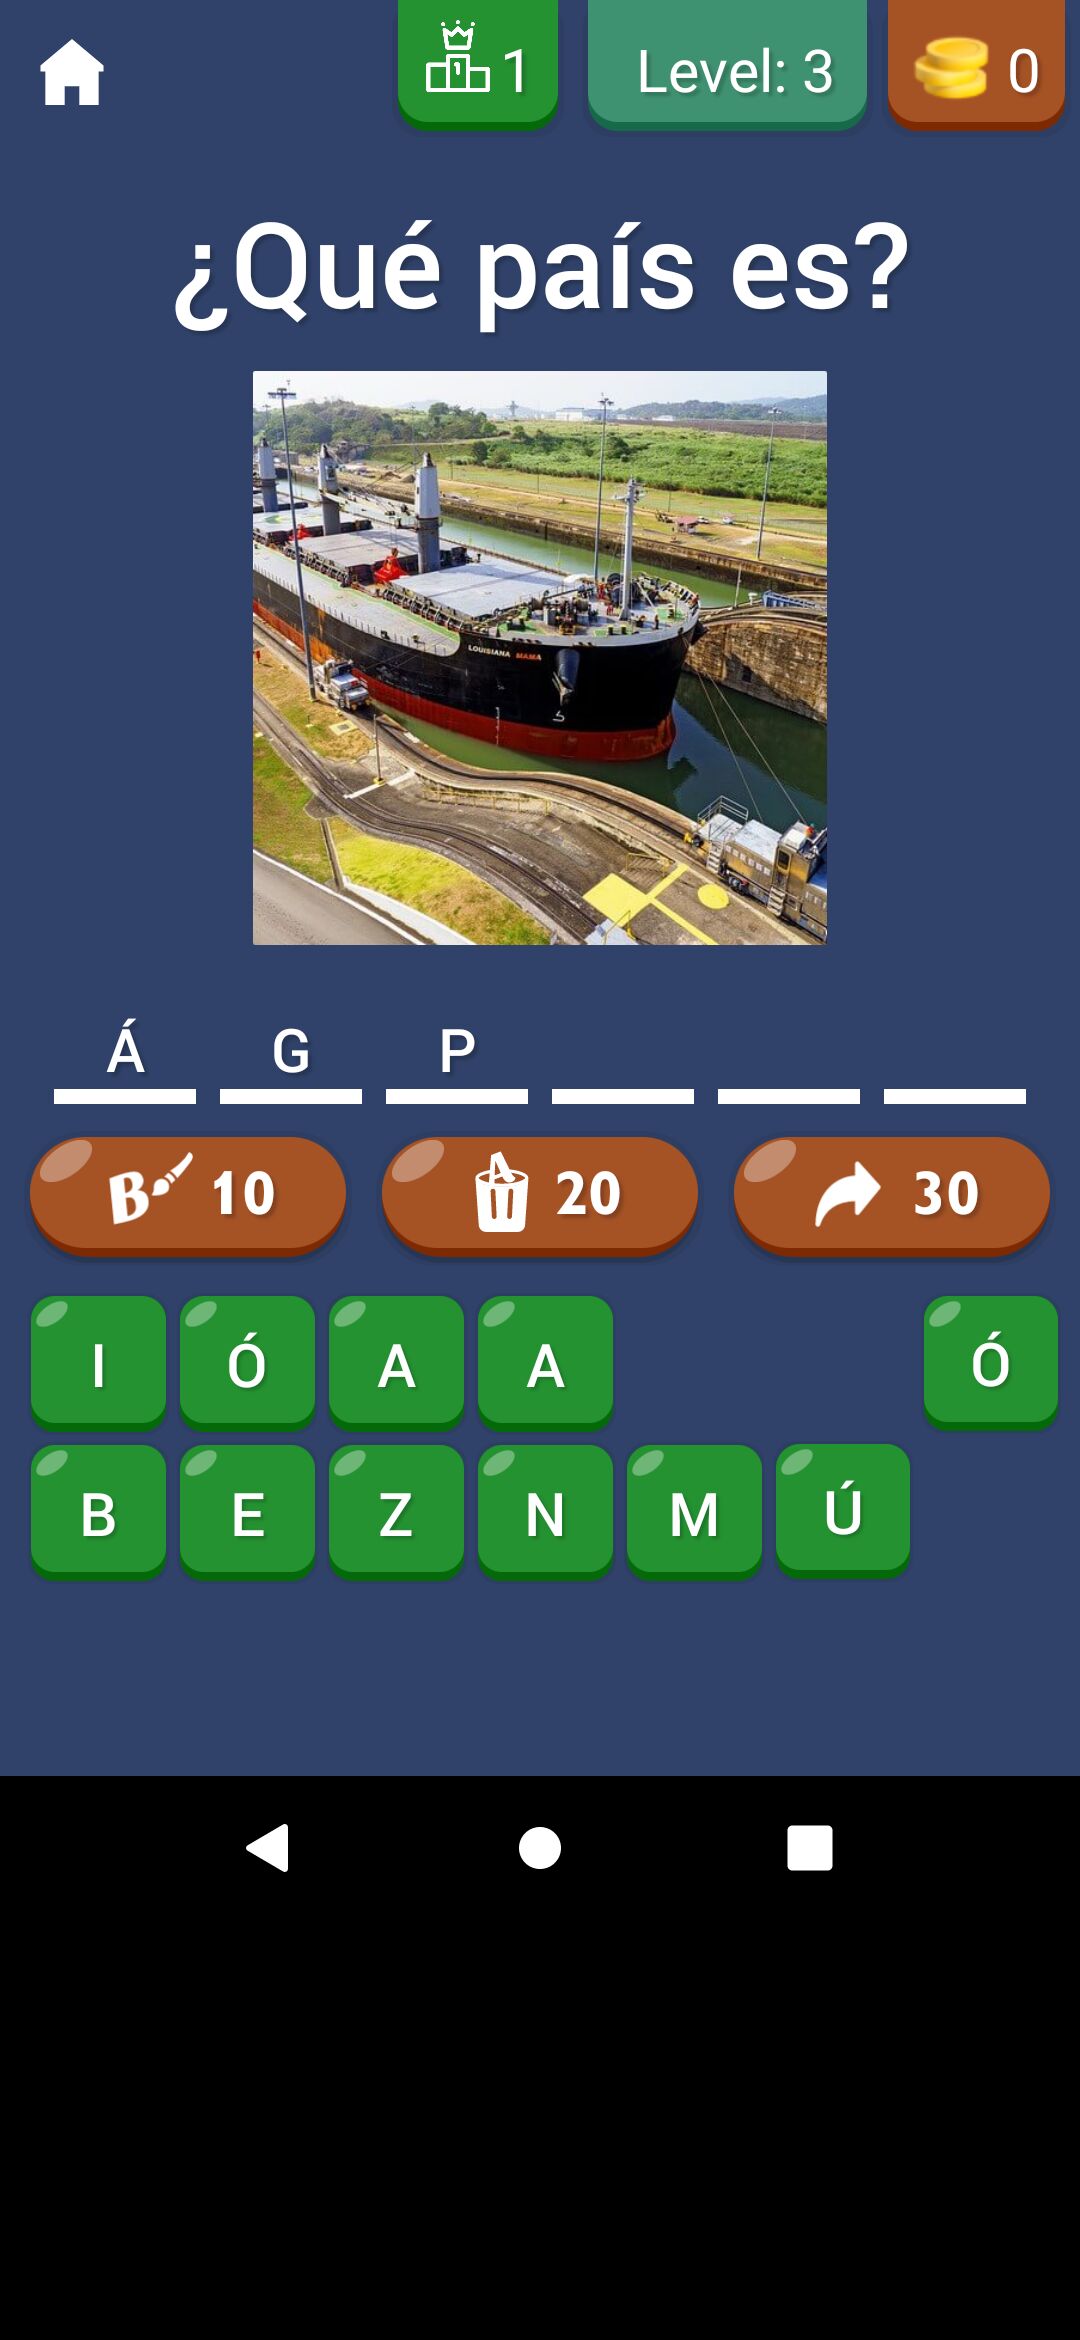 1 Level: 3 0
¿Qué país es?
LOUISIANA MAMA
Á G P
B 10 20 30
I Ó A A Ó
B E Z N M Ú